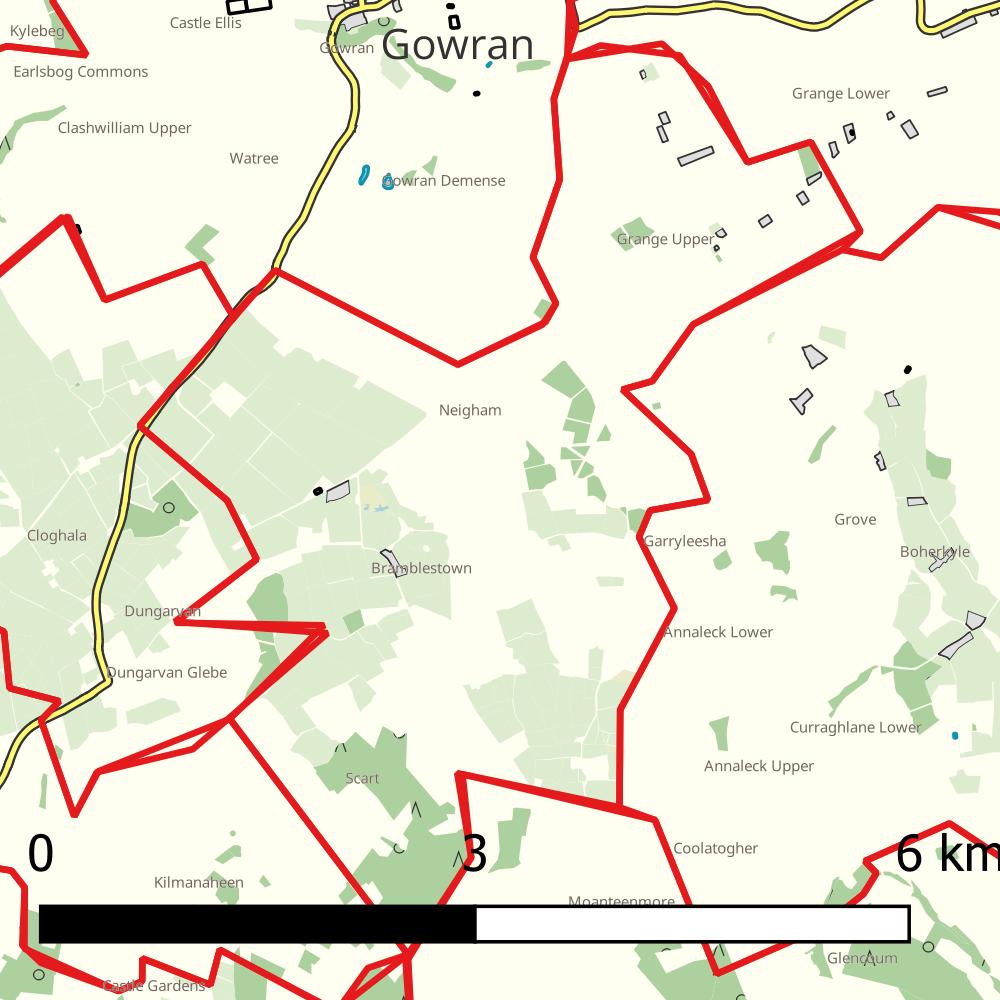 Castle Ellis
Kylebeg
Gowran
Gowran
Earlsbog Commons
Grange Lower
Clashwilliam Upper
Watree
Gowran Demense
Grange Upper
Neigham
Grove
Cloghala
Garryleesha
Boherkyle
Bramblestown
Dungarvan
Annaleck Lower
Dungarvan Glebe
Curraghlane Lower
Annaleck Upper
Scart
Coolatogher
0 3 6 km
Kilmanaheen
Moanteenmore
Glencoum
Castle Gardens